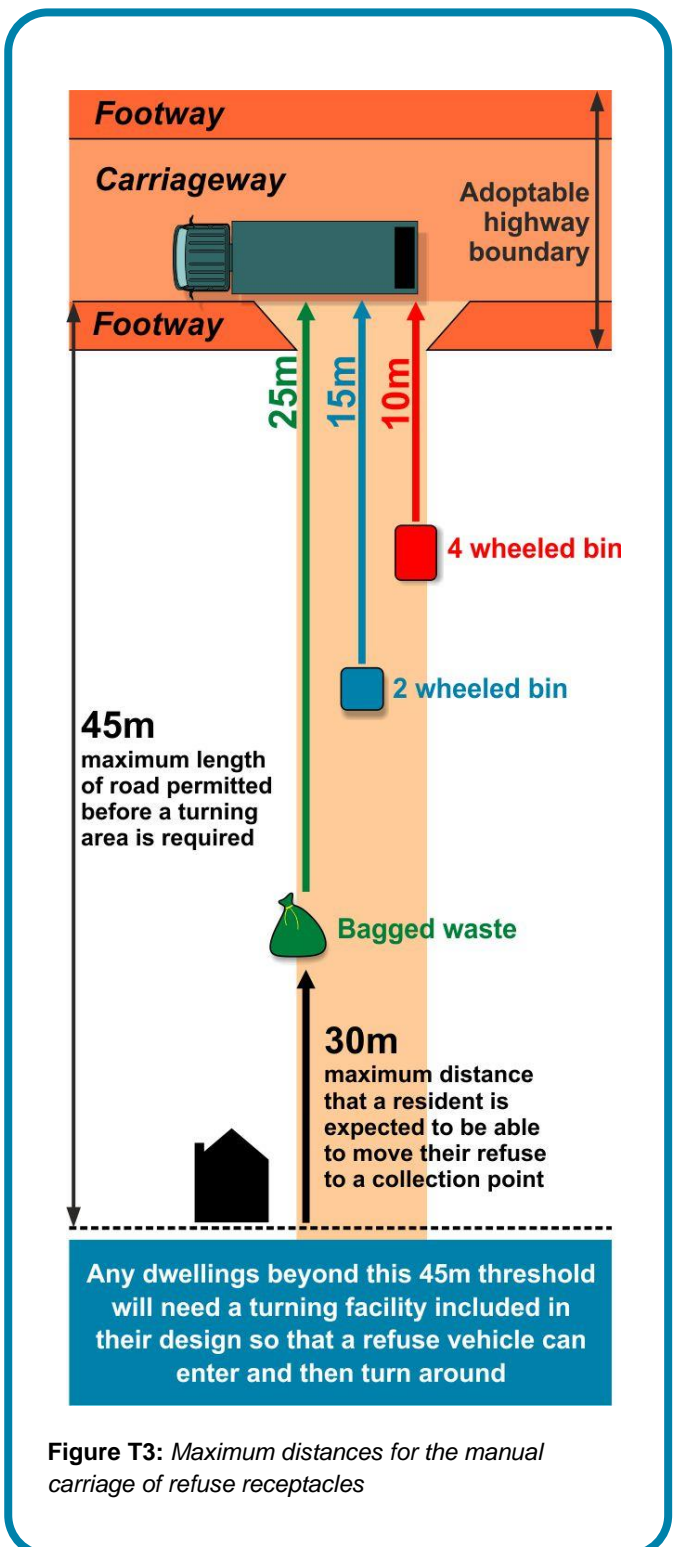 Footway
Carriageway
Adoptable
highway
boundary
Footway
25m
15m
10m
4 wheeled bin
2 wheeled bin
45m
maximum length
of road permitted
before a turning
area is required
Bagged waste
30m
maximum distance
that a resident is
expected to be able
to move their refuse
to a collection point
Any dwellings beyond this 45m threshold
will need a turning facility included in
their design so that a refuse vehicle can
enter and then turn around
Figure T3: Maximum distances for the manual
carriage of refuse receptacles